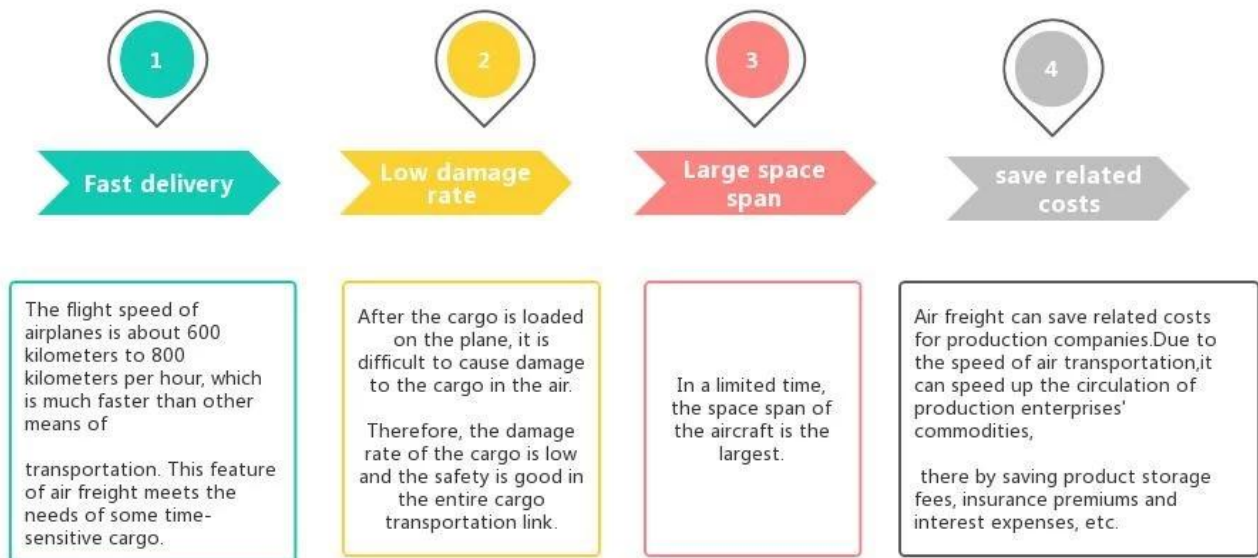 1
Fast delivery
The flight speed of
airplanes is about 600
kilometers to 800
kilometers per hour, which
is much faster than other
means of
transportation. This feature
of air freight meets the
needs of some time-
sensitive cargo.
2
Low damage
rate
After the cargo is loaded
on the plane, it is
difficult to cause damage
to the cargo in the air.
Therefore, the damage
rate of the cargo is low
and the safety is good in
the entire cargo
transportation link.
3
Large space
span
In a limited time,
the space span of
the aircraft is the
largest.
4
save related
costs
Air freight can save related costs
for production companies.Due to
the speed of air transportation,it
can speed up the circulation of
production enterprises'
commodities,
there by saving product storage
fees, insurance premiums and
interest expenses, etc.